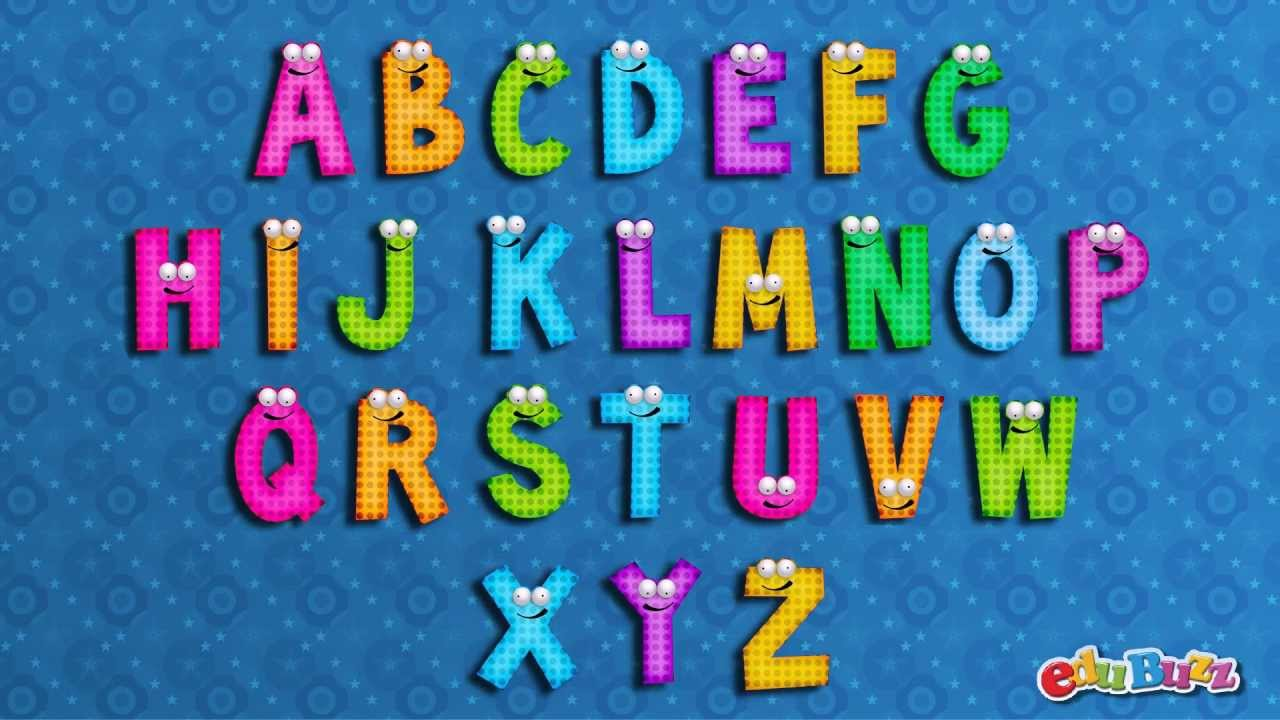 ABCDEFG
HIJKLMNOP
QRSTUVW
XYZ
eduBuzz